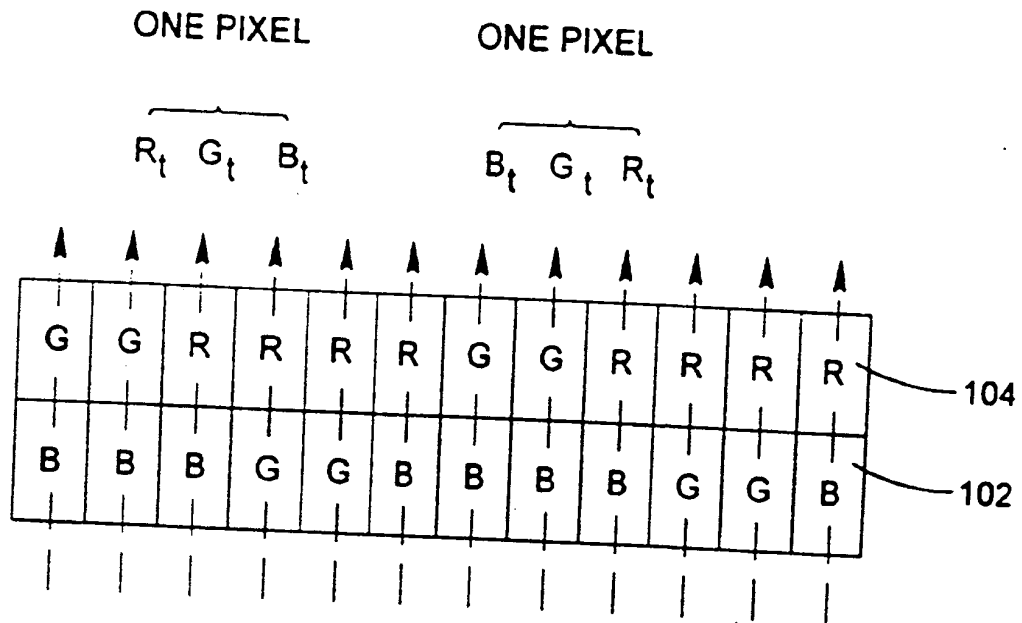 ONE PIXEL ONE PIXEL
Rt Gt Bt Bt Gt Rt
G G R R R R G G R R R R 104
B B B G G B B B B G G B 102